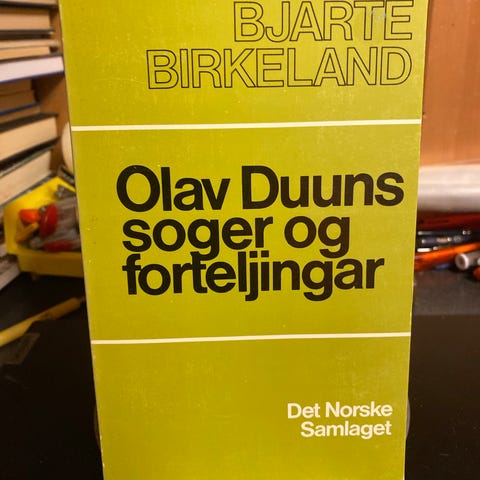 BJARTE
BIRKELAND
Olav Duuns
soger og
forteljingar
Det Norske
Samlaget